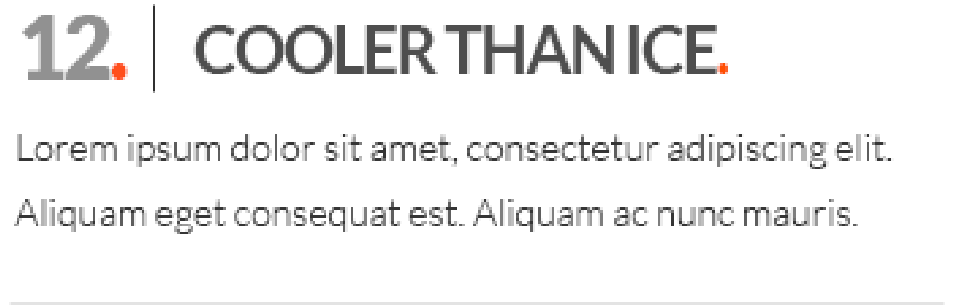 12. COOLER THAN ICE.
Lorem ipsum dolor sit amet, consectetur adipiscing elit.
Aliquam eget consequat est. Aliquam ac nunc mauris.